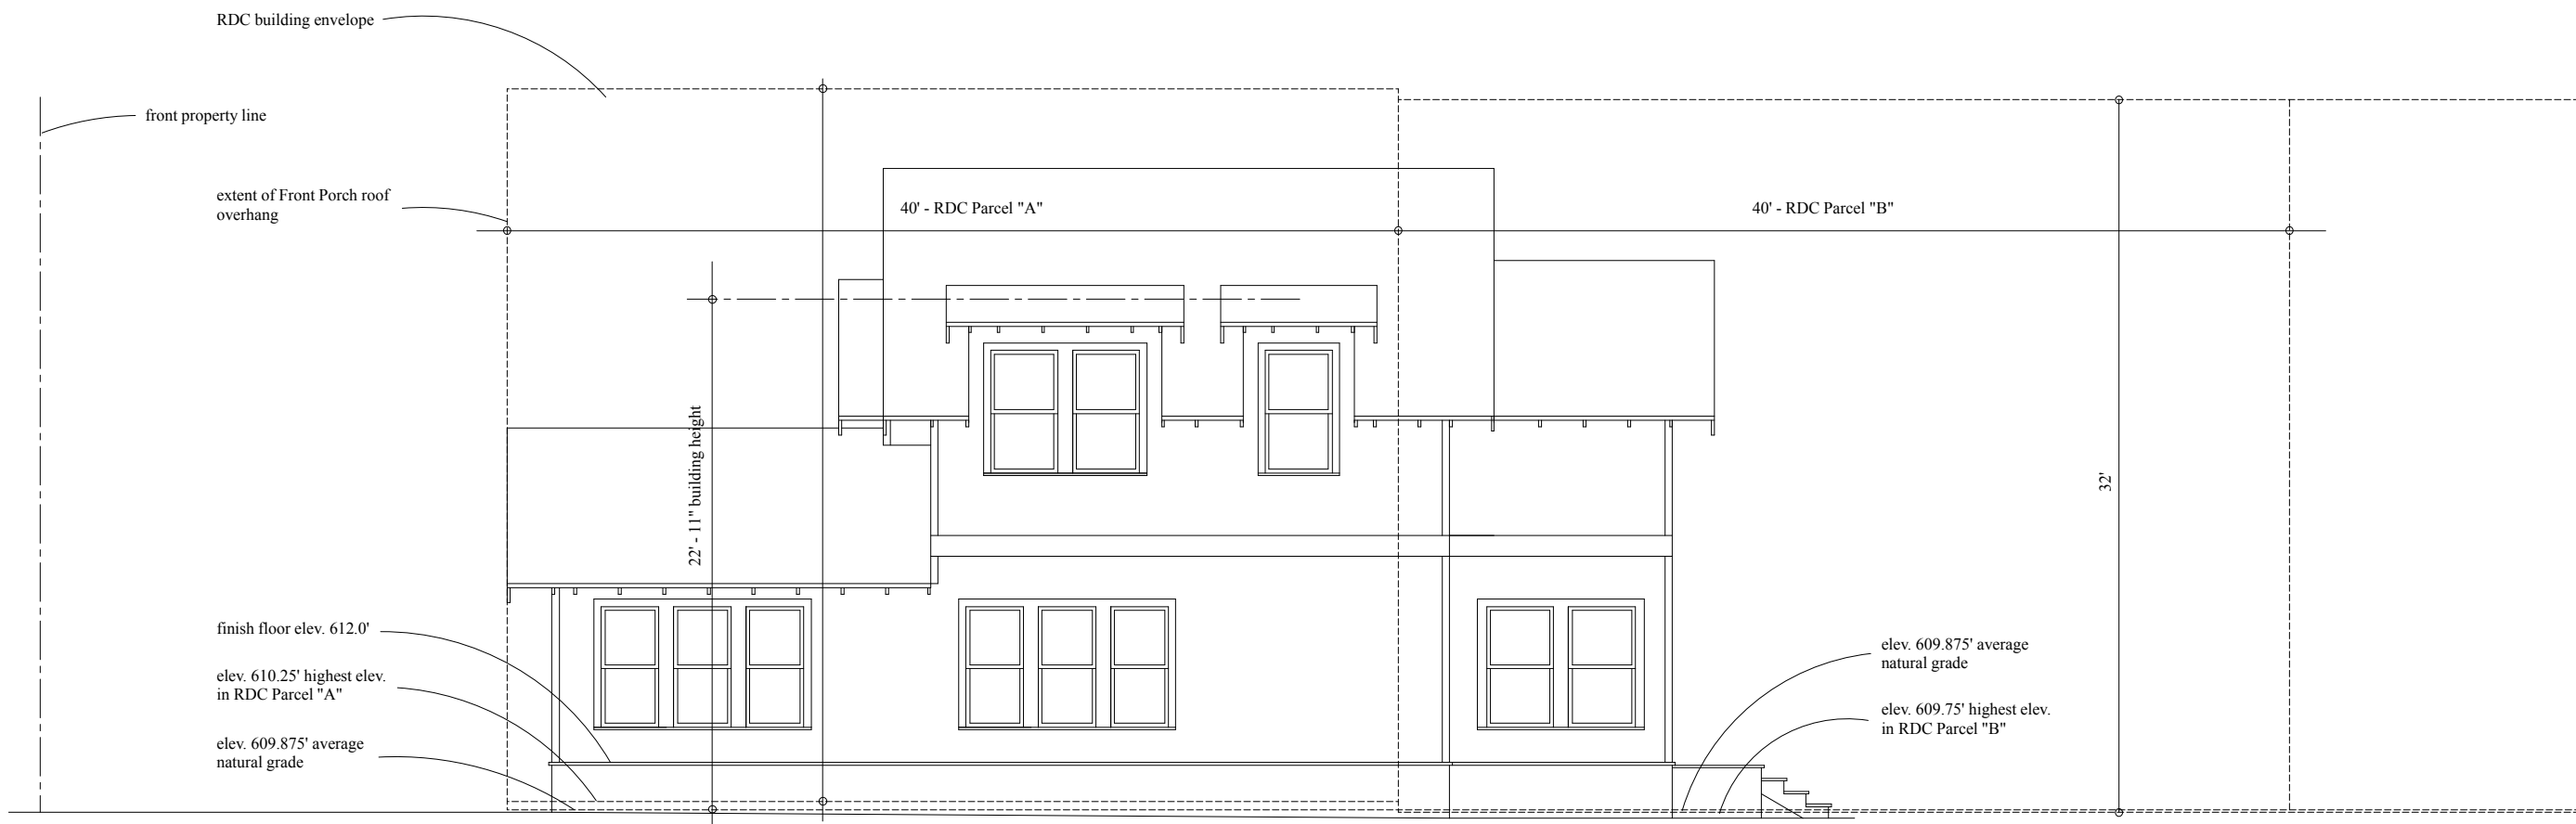 RDC building envelope
front property line
extent of Front Porch roof
overhang
40' - RDC Parcel "A"
40' - RDC Parcel "B"
22' - 11" building height
32'
finish floor elev. 612.0'
elev. 610.25' highest elev.
in RDC Parcel "A"
elev. 609.875' average
natural grade
elev. 609.875' average
natural grade
elev. 609.75' highest elev.
in RDC Parcel "B"